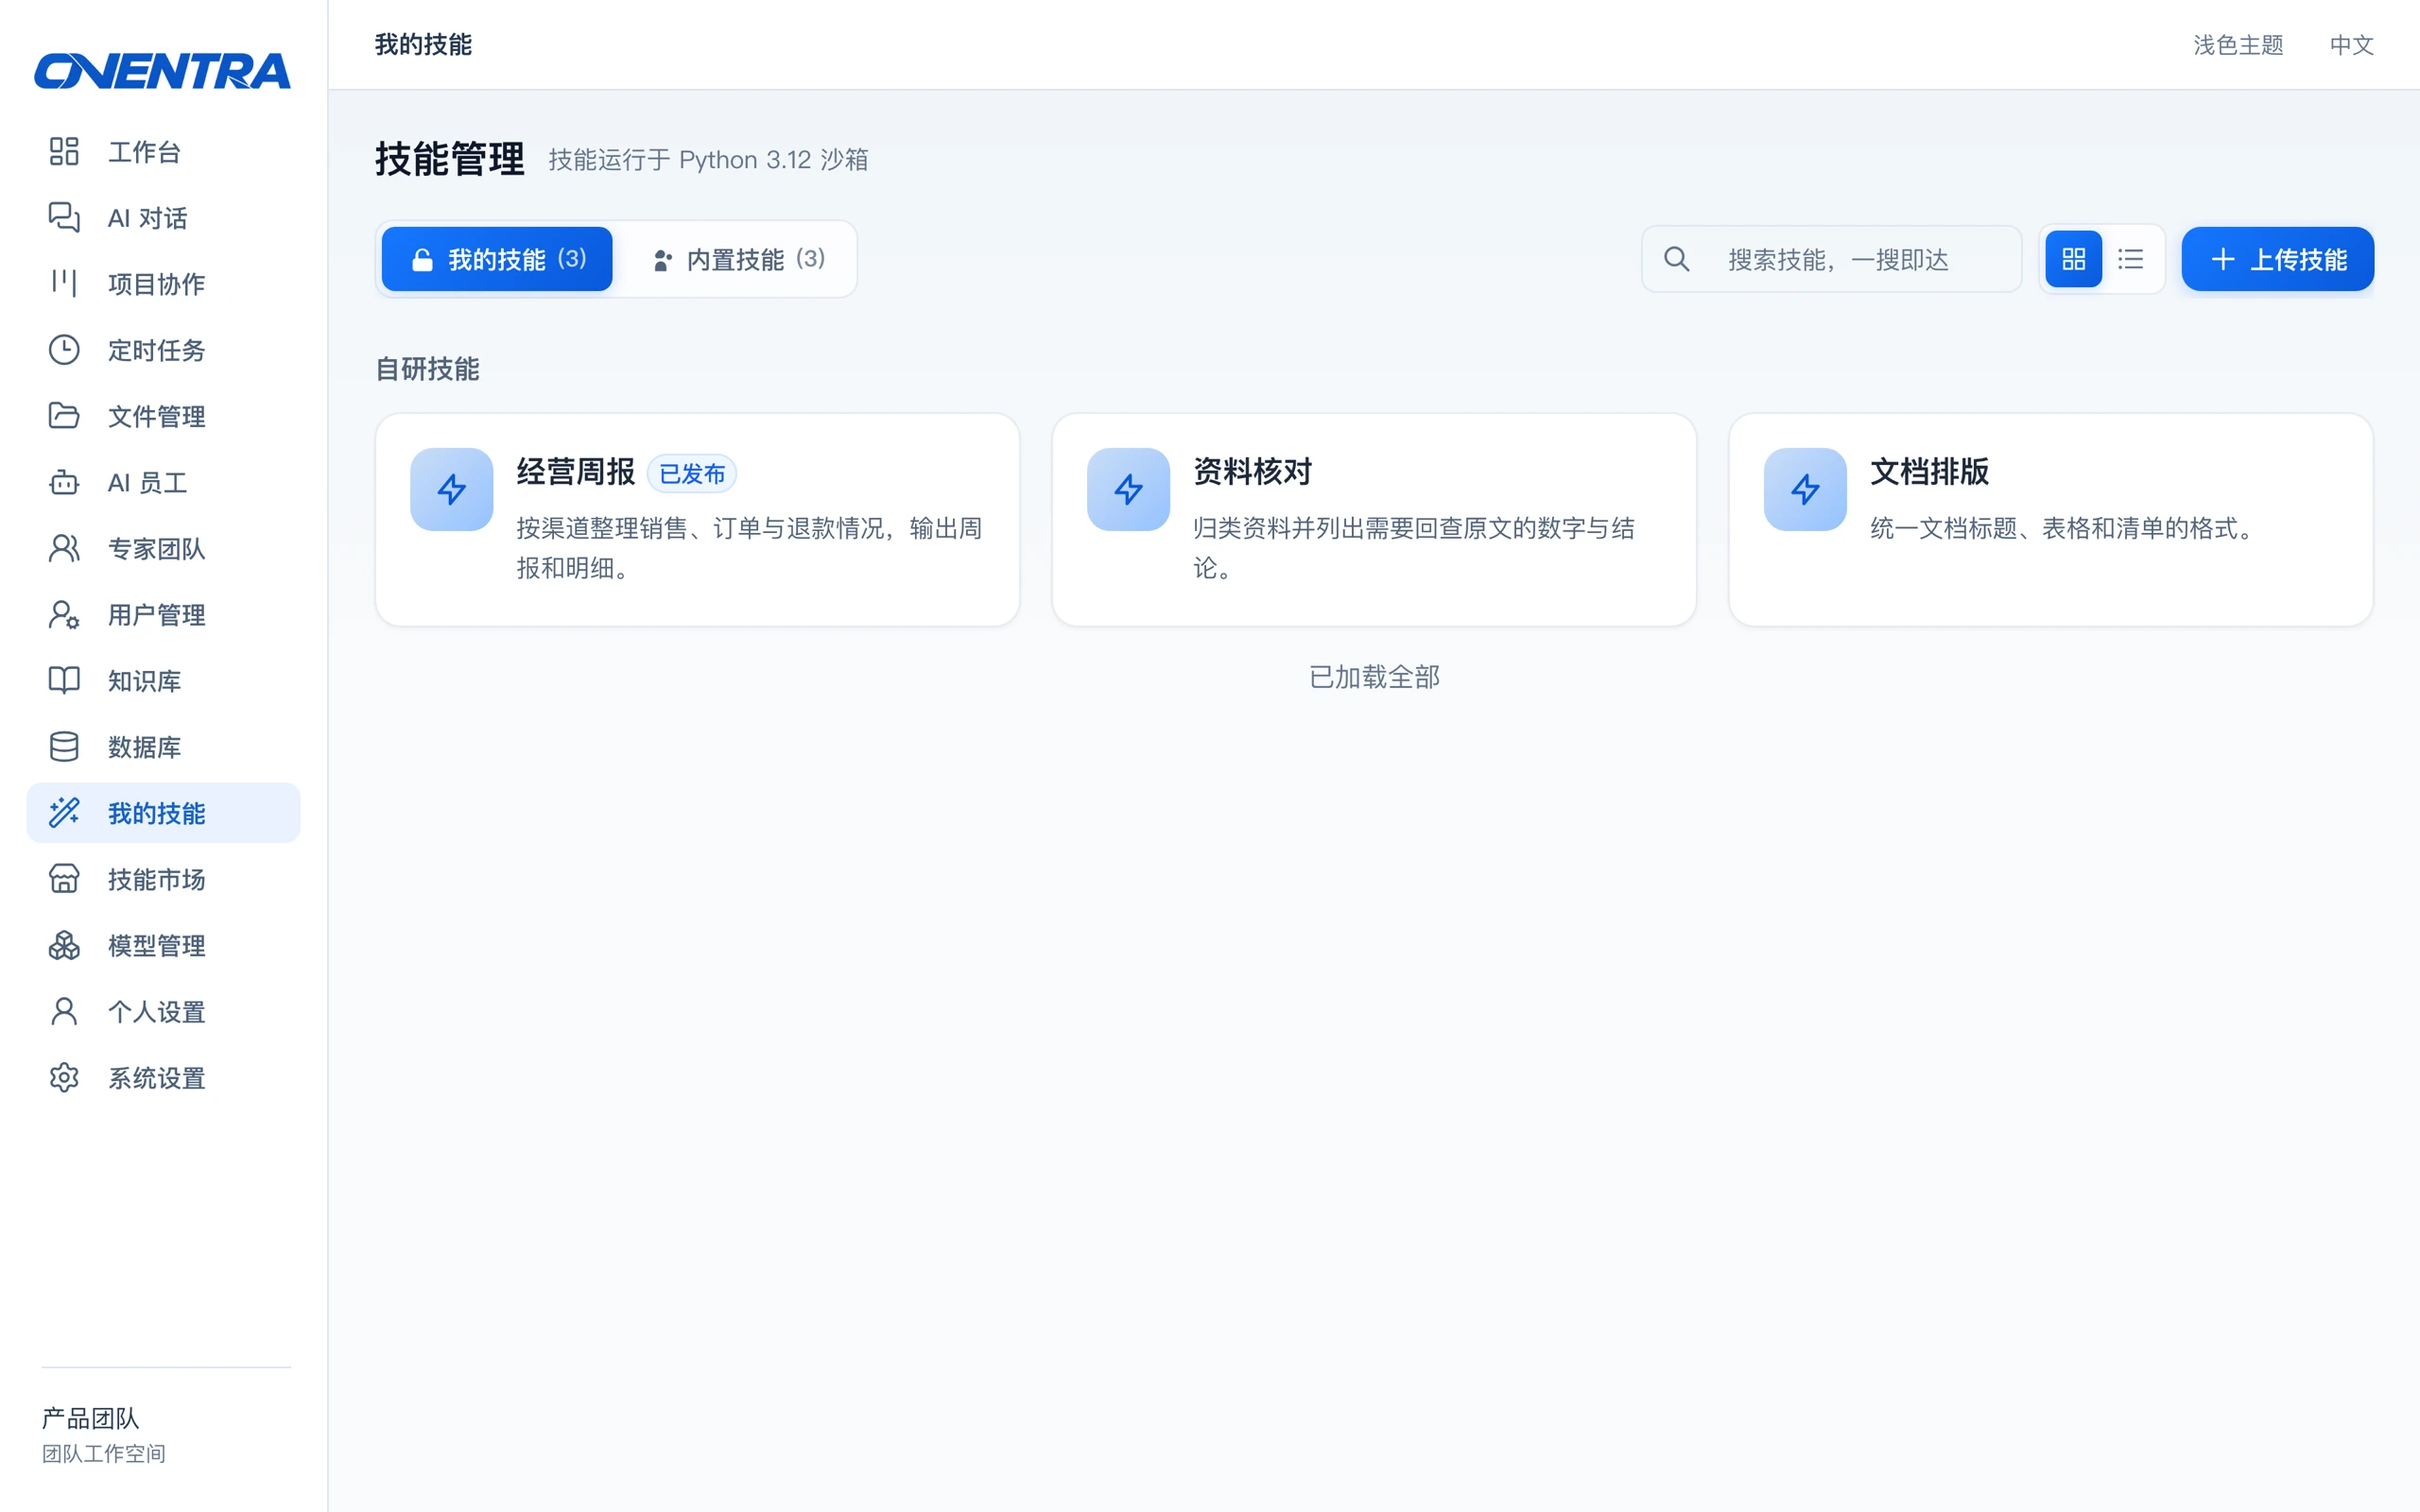 ONENTRA
工作台
AI 对话
项目协作
定时任务
文件管理
AI 员工
专家团队
用户管理
知识库
数据库
我的技能
技能市场
模型管理
个人设置
系统设置
产品团队
团队工作空间
我的技能
浅色主题
中文
技能管理
技能运行于 Python 3.12 沙箱
我的技能 (3)
内置技能 (3)
搜索技能，一搜即达
上传技能
自研技能
经营周报
已发布
按渠道整理销售、订单与退款情况，输出周
报和明细。
资料核对
归类资料并列出需要回查原文的数字与结
论。
文档排版
统一文档标题、表格和清单的格式。
已加载全部